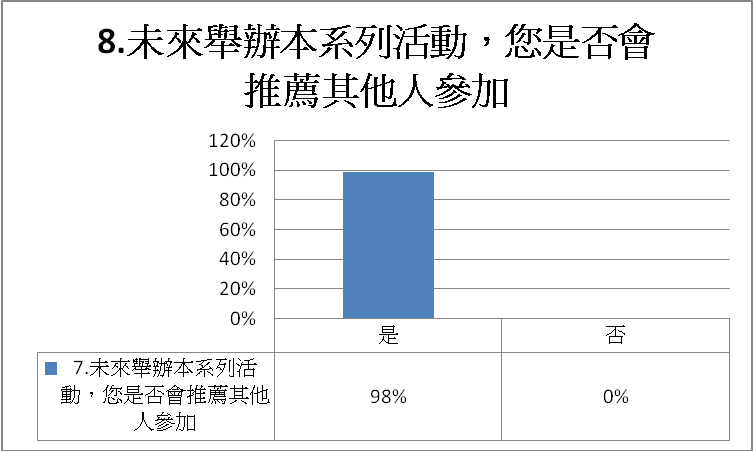 8.未來舉辦本系列活動，您是否會
推薦其他人參加
120%
100%
80%
60%
40%
20%
0%
是 否
7.未來舉辦本系列活
動，您是否會推薦其他
人參加
98% 0%